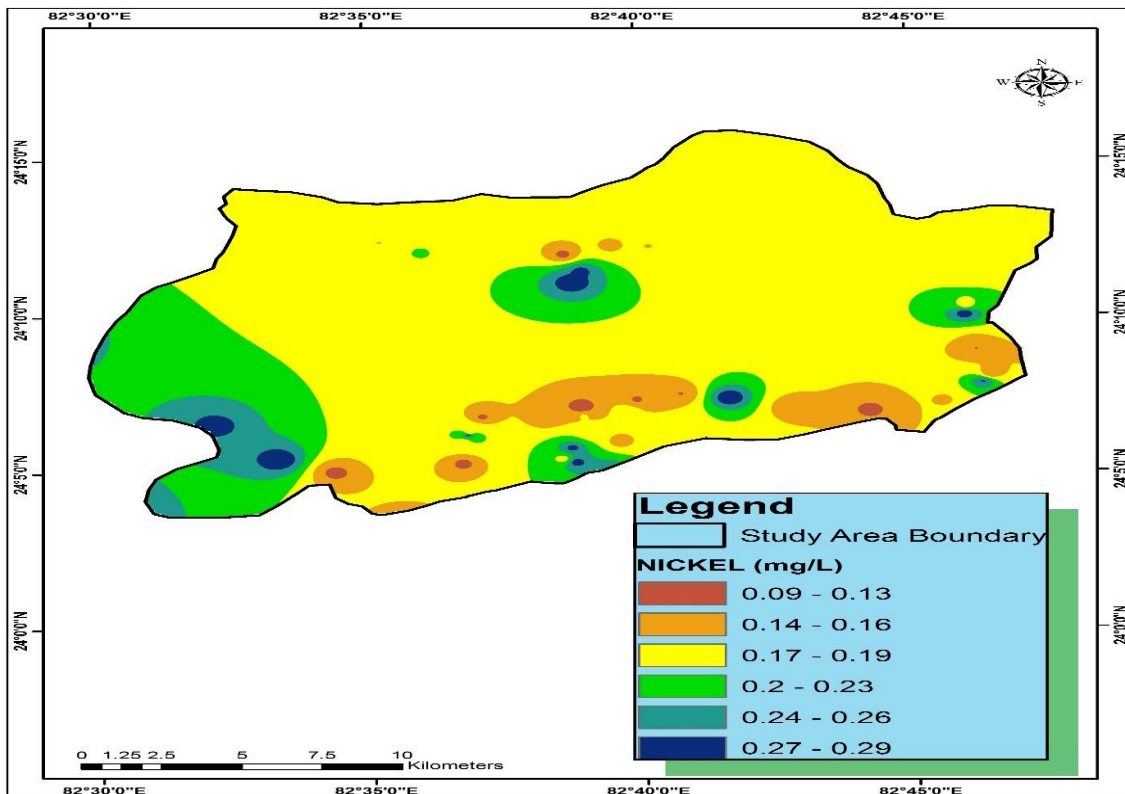 82°30'0"E 82°35'0"E 82°40'0"E 82°45'0"E
N
W E
S
24°15'0"N 24°15'0"N
24°10'0"N 24°10'0"N
24°5'0"N 24°5'0"N
24°0'0"N 24°0'0"N
Legend
Study Area Boundary
NICKEL (mg/L)
0.09 - 0.13
0.14 - 0.16
0.17 - 0.19
0.2 - 0.23
0.24 - 0.26
0.27 - 0.29
0 1.25 2.5 5 7.5 10
Kilometers
82°30'0"E 82°35'0"E 82°40'0"E 82°45'0"E